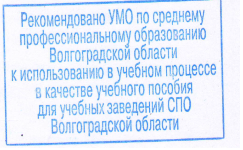 Рекомендовано УМО по среднему
профессиональному образованию
Волгоградской области
к использованию в учебном процессе
в качестве учебного пособия
для учебных заведений СПО
Волгоградской области